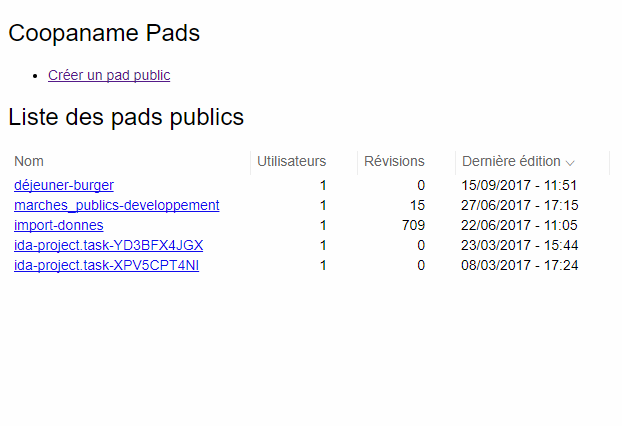 Coopaname Pads
Créer un pad public
Liste des pads publics
Nom Utilisateurs Révisions Dernière édition
déjeuner-burger 1 0 15/09/2017 - 11:51
marches_publics-developpement 1 15 27/06/2017 - 17:15
import-donnes 1 709 22/06/2017 - 11:05
ida-project.task-YD3BFX4JGX 1 0 23/03/2017 - 15:44
ida-project.task-XPV5CPT4NI 1 0 08/03/2017 - 17:24